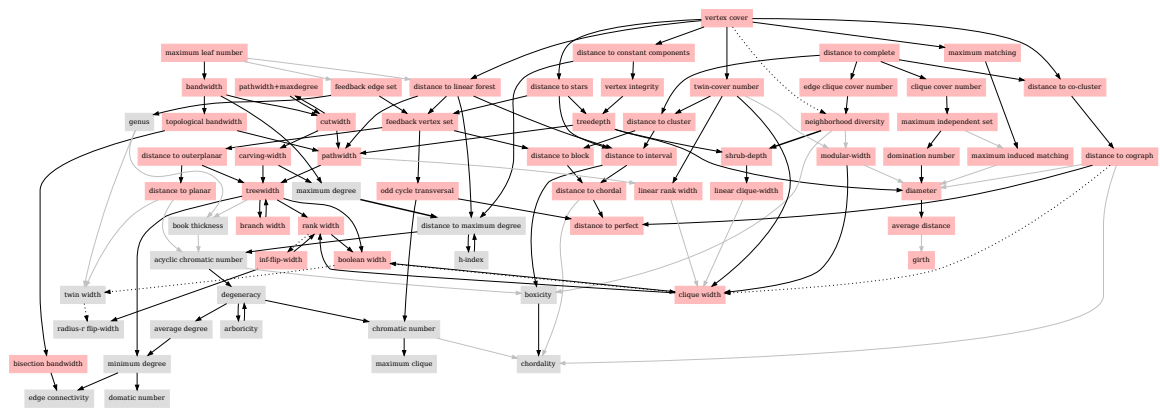 vertex cover
maximum leaf number
distance to constant components
distance to complete
maximum matching
bandwidth
pathwidth+maxdegree
feedback edge set
distance to linear forest
distance to stars
vertex integrity
twin-cover number
edge clique cover number
clique cover number
distance to co-cluster
genus
topological bandwidth
cutwidth
feedback vertex set
treedepth
distance to cluster
neighborhood diversity
maximum independent set
distance to outerplanar
carving-width
pathwidth
distance to block
distance to interval
shrub-depth
modular-width
domination number
maximum induced matching
distance to cograph
distance to planar
treewidth
maximum degree
odd cycle transversal
distance to chordal
linear rank width
linear clique-width
diameter
book thickness
branch width
rank width
distance to maximum degree
distance to perfect
average distance
acyclic chromatic number
inf-flip-width
boolean width
h-index
girth
twin width
degeneracy
boxicity
clique width
radius-r flip-width
average degree
arboricity
chromatic number
bisection bandwidth
minimum degree
maximum clique
chordality
edge connectivity
domatic number